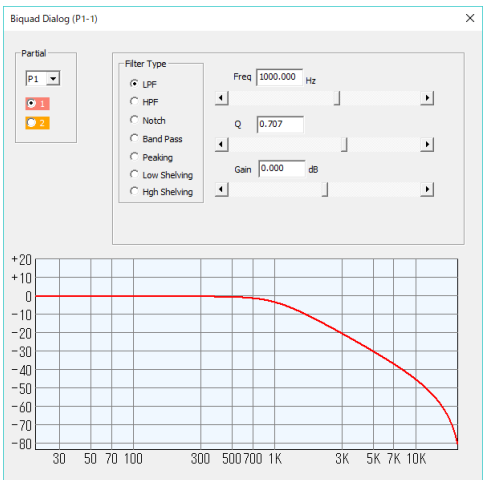 Biquad Dialog (P1-1)
Partial
P1
1
2
Filter Type
LPF
HPF
Notch
Band Pass
Peaking
Low Shelving
Hgh Shelving
Freq 1000.000 Hz
Q 0.707
Gain 0.000 dB
+20
+10
0
-10
-20
-30
-40
-50
-60
-70
-80
30 50 70 100 300 500 700 1K 3K 5K 7K 10K